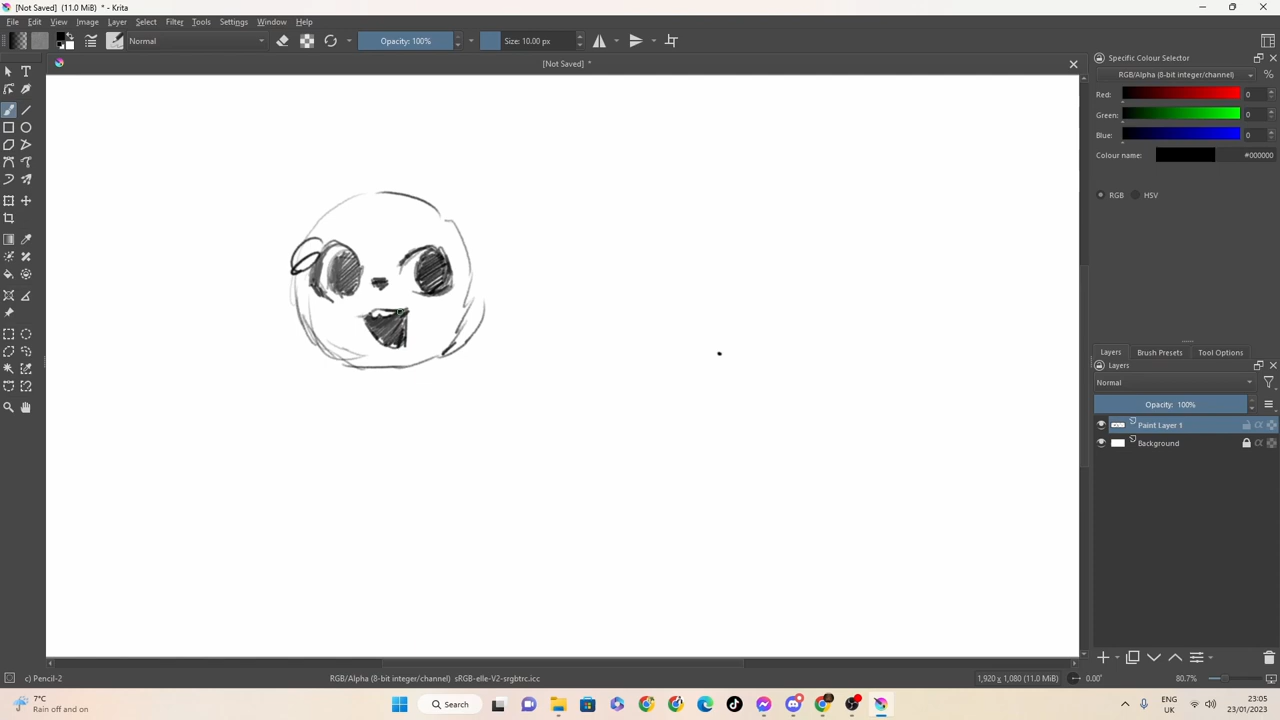 [Not Saved] (11.0 MiB) * - Krita
File Edit View Image Layer Filter Tools Settings Window Help
Normal Opacity: 100% Size: 10.00 px
[Not Saved] *
Specific Colour Selector
RGB/Alpha (8-bit integer/channel) %
Red: 0
Green: 0
Blue: 0
Colour name: #000000
RGB HSV
Layers Brush Presets Tool Options
Layers
Normal
Opacity: 100%
Paint Layer 1
Background
c) Pencil-2 RGB/Alpha (8-bit integer/channel) sRGB-elle-V2-srgbtrc.icc 1,920 x 1,080 (11.0 MiB) 0.00° 80.7%
7°C
Rain off and on
Search
ENG
UK
23:05
23/01/2023